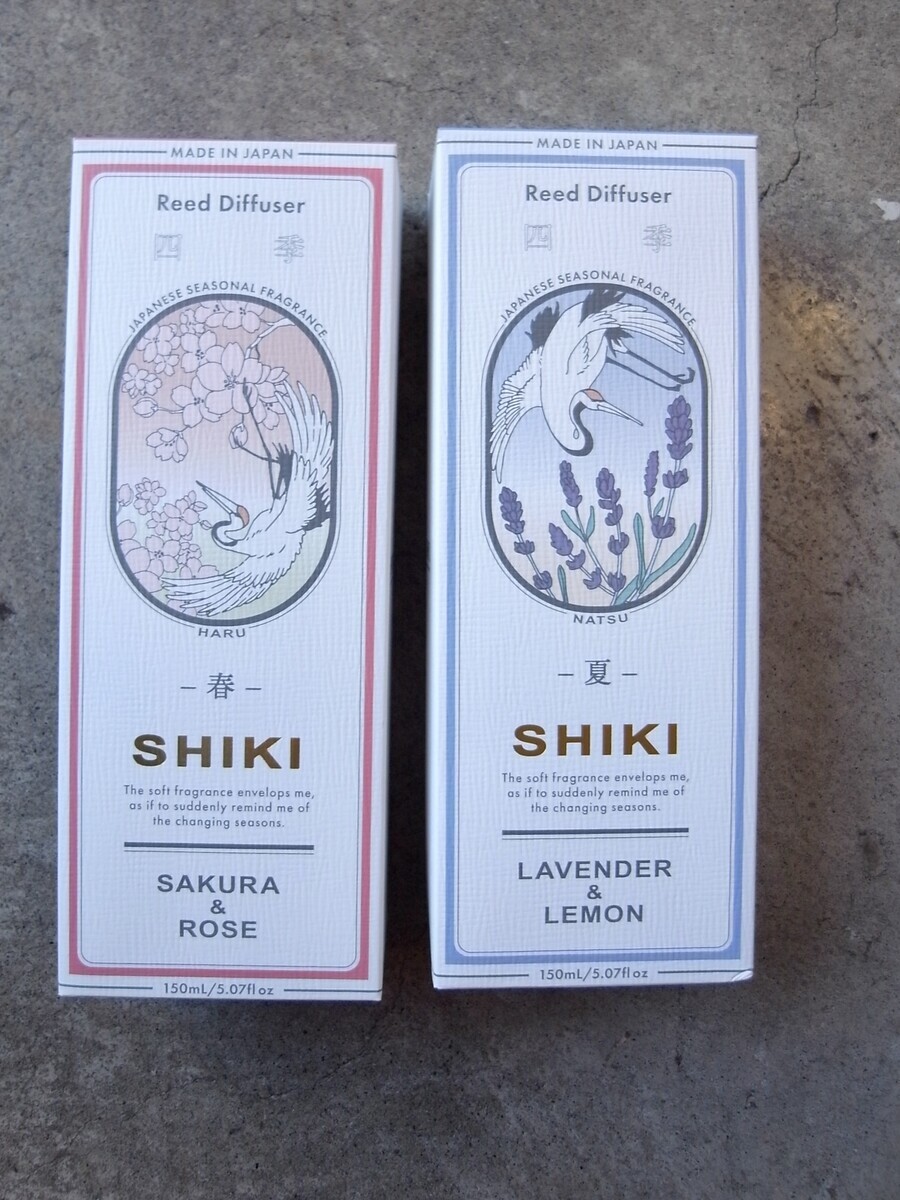 MADE IN JAPAN
Reed Diffuser
四 季
JAPANESE SEASONAL FRAGRANCE
HARU
– 春 –
SHIKI
The soft fragrance envelops me,
as if to suddenly remind me of
the changing seasons.
SAKURA
&
ROSE
150mL/5.07fl oz
MADE IN JAPAN
Reed Diffuser
四 季
JAPANESE SEASONAL FRAGRANCE
NATSU
– 夏 –
SHIKI
The soft fragrance envelops me,
as if to suddenly remind me of
the changing seasons.
LAVENDER
&
LEMON
150mL/5.07fl oz